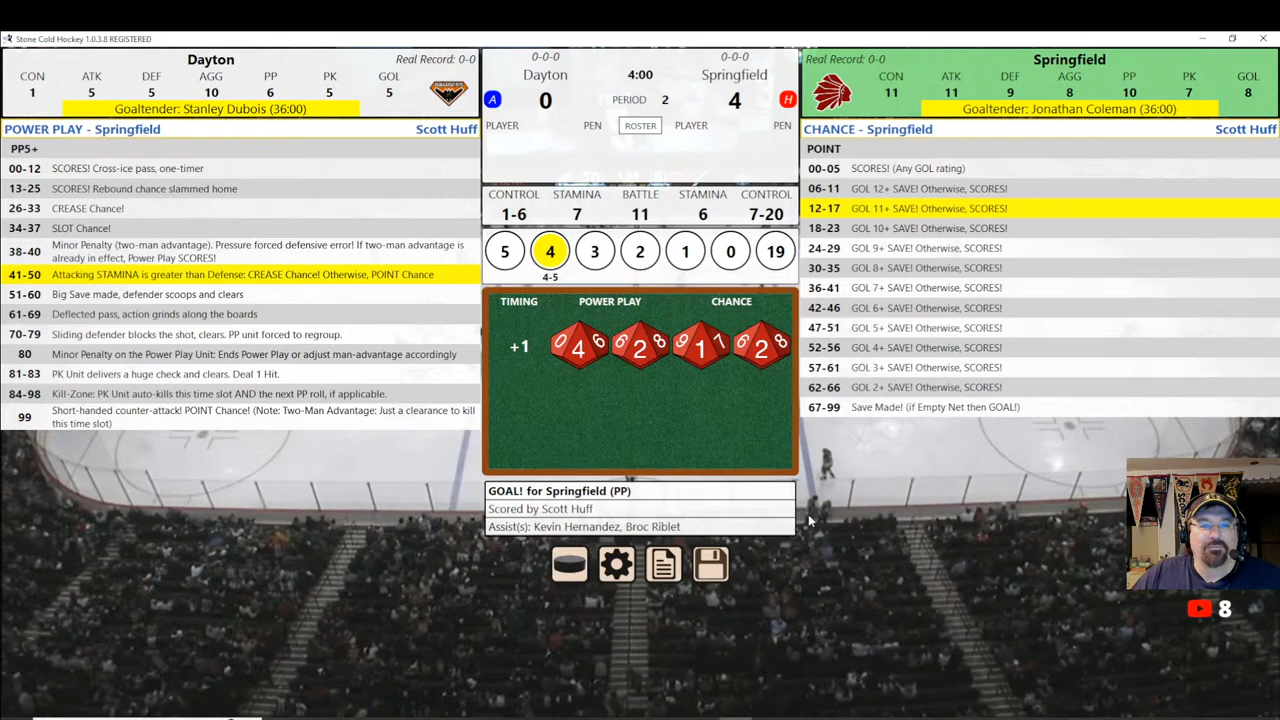 Stone Cold Hockey 1.0.3.8 REGISTERED
Dayton
Real Record: 0-0
CON ATK DEF AGG PP PK GOL
1 5 5 10 6 5 5
Goaltender: Stanley Dubois (36:00)
0-0-0 0-0-0
Dayton 4:00 Springfield
A 0 PERIOD 2 4 H
PLAYER PEN ROSTER PLAYER PEN
Real Record: 0-0
Springfield
CON ATK DEF AGG PP PK GOL
11 11 9 8 10 7 8
Goaltender: Jonathan Coleman (36:00)
POWER PLAY - Springfield Scott Huff
PP5+
00-12 SCORES! Cross-ice pass, one-timer
13-25 SCORES! Rebound chance slammed home
26-33 CREASE Chance!
34-37 SLOT Chance!
38-40 Minor Penalty (two-man advantage). Pressure forced defensive error! If two-man advantage is
already in effect, Power Play SCORES!
41-50 Attacking STAMINA is greater than Defense: CREASE Chance! Otherwise, POINT Chance
51-60 Big Save made, defender scoops and clears
61-69 Deflected pass, action grinds along the boards
70-79 Sliding defender blocks the shot, clears. PP unit forced to regroup.
80 Minor Penalty on the Power Play Unit: Ends Power Play or adjust man-advantage accordingly
81-83 PK Unit delivers a huge check and clears. Deal 1 Hit.
84-98 Kill-Zone: PK Unit auto-kills this time slot AND the next PP roll, if applicable.
99 Short-handed counter-attack! POINT Chance! (Note: Two-Man Advantage: Just a clearance to kill
this time slot)
CONTROL STAMINA BATTLE STAMINA CONTROL
1-6 7 11 6 7-20
5 4 3 2 1 0 19
4-5
TIMING POWER PLAY CHANCE
+1 0 4 6 6 2 8 9 1 7 6 2 8
GOAL! for Springfield (PP)
Scored by Scott Huff
Assist(s): Kevin Hernandez, Broc Riblet
CHANCE - Springfield Scott Huff
POINT
00-05 SCORES! (Any GOL rating)
06-11 GOL 12+ SAVE! Otherwise, SCORES!
12-17 GOL 11+ SAVE! Otherwise, SCORES!
18-23 GOL 10+ SAVE! Otherwise, SCORES!
24-29 GOL 9+ SAVE! Otherwise, SCORES!
30-35 GOL 8+ SAVE! Otherwise, SCORES!
36-41 GOL 7+ SAVE! Otherwise, SCORES!
42-46 GOL 6+ SAVE! Otherwise, SCORES!
47-51 GOL 5+ SAVE! Otherwise, SCORES!
52-56 GOL 4+ SAVE! Otherwise, SCORES!
57-61 GOL 3+ SAVE! Otherwise, SCORES!
62-66 GOL 2+ SAVE! Otherwise, SCORES!
67-99 Save Made! (if Empty Net then GOAL!)
8